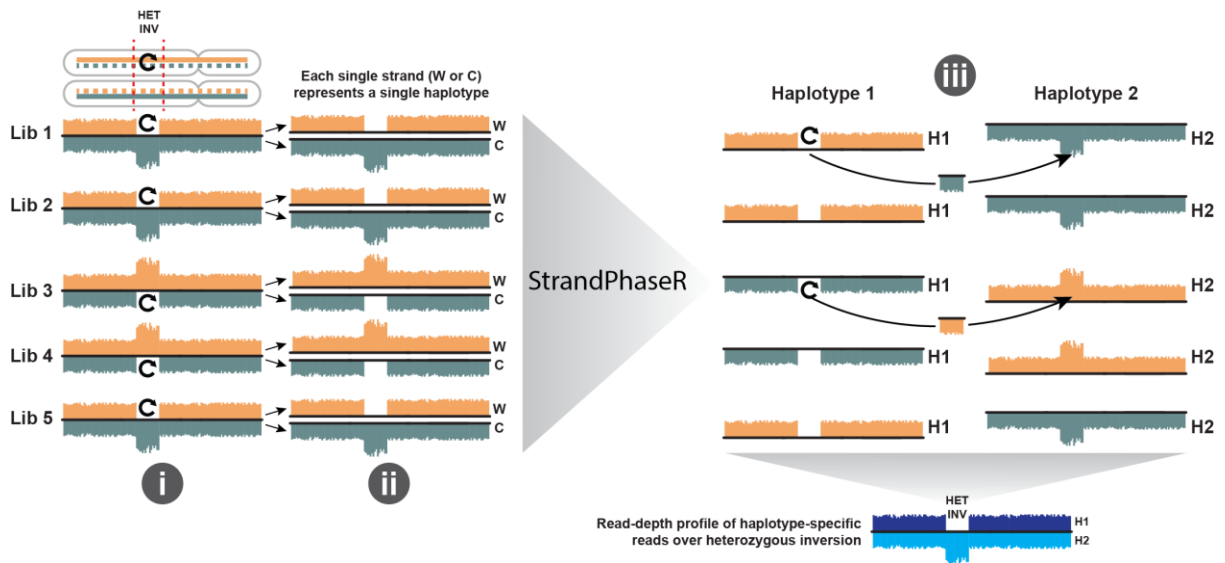 HET
INV
Each single strand (W or C)
represents a single haplotype
Lib 1
W
C
Lib 2
W
C
Lib 3
W
C
Lib 4
W
C
Lib 5
W
C
i
ii
StrandPhaseR
iii
Haplotype 1
Haplotype 2
H1
H2
H1
H2
H1
H2
H1
H2
H1
H2
HET
INV
Read-depth profile of haplotype-specific
reads over heterozygous inversion
H1
H2